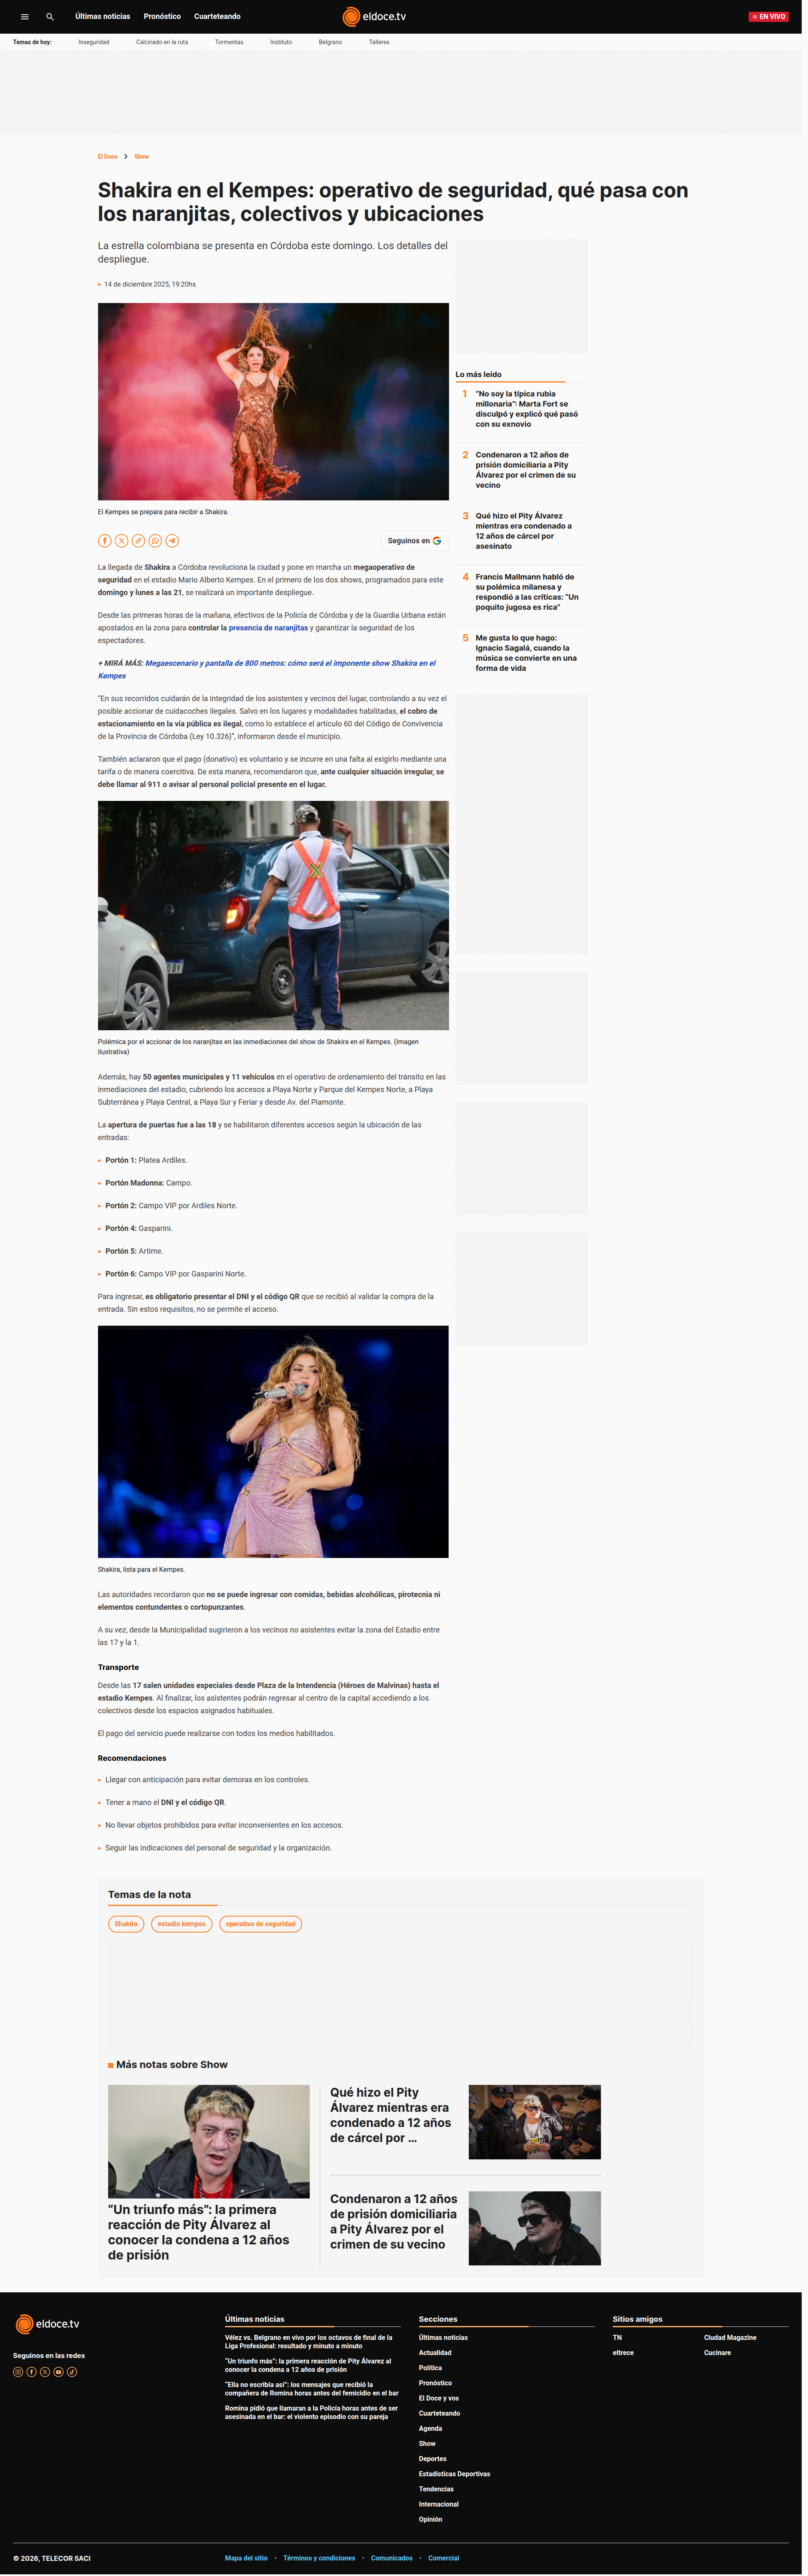 Últimas noticias
Pronóstico
Cuarteteando
eldoce.tv
EN VIVO
Temas de hoy:
Inseguridad
Calcinado en la ruta
Tormentas
Instituto
Belgrano
Talleres
El Doce
Show
Shakira en el Kempes: operativo de seguridad, qué pasa con
los naranjitas, colectivos y ubicaciones
La estrella colombiana se presenta en Córdoba este domingo. Los detalles del
despliegue.
14 de diciembre 2025, 19:20hs
El Kempes se prepara para recibir a Shakira.
Seguinos en
La llegada de Shakira a Córdoba revoluciona la ciudad y pone en marcha un megaoperativo de
seguridad en el estadio Mario Alberto Kempes. En el primero de los dos shows, programados para este
domingo y lunes a las 21, se realizará un importante despliegue.
Desde las primeras horas de la mañana, efectivos de la Policía de Córdoba y de la Guardia Urbana están
apostados en la zona para controlar la presencia de naranjitas y garantizar la seguridad de los
espectadores.
+ MIRÁ MÁS: Megaescenario y pantalla de 800 metros: cómo será el imponente show Shakira en el
Kempes
“En sus recorridos cuidarán de la integridad de los asistentes y vecinos del lugar, controlando a su vez el
posible accionar de cuidacoches ilegales. Salvo en los lugares y modalidades habilitadas, el cobro de
estacionamiento en la vía pública es ilegal, como lo establece el artículo 60 del Código de Convivencia
de la Provincia de Córdoba (Ley 10.326)”, informaron desde el municipio.
También aclararon que el pago (donativo) es voluntario y se incurre en una falta al exigirlo mediante una
tarifa o de manera coercitiva. De esta manera, recomendaron que, ante cualquier situación irregular, se
debe llamar al 911 o avisar al personal policial presente en el lugar.
Polémica por el accionar de los naranjitas en las inmediaciones del show de Shakira en el Kempes. (Imagen
ilustrativa)
Además, hay 50 agentes municipales y 11 vehículos en el operativo de ordenamiento del tránsito en las
inmediaciones del estadio, cubriendo los accesos a Playa Norte y Parque del Kempes Norte, a Playa
Subterránea y Playa Central, a Playa Sur y Feriar y desde Av. del Piamonte.
La apertura de puertas fue a las 18 y se habilitaron diferentes accesos según la ubicación de las
entradas:
Portón 1: Platea Ardiles.
Portón Madonna: Campo.
Portón 2: Campo VIP por Ardiles Norte.
Portón 4: Gasparini.
Portón 5: Artime.
Portón 6: Campo VIP por Gasparini Norte.
Para ingresar, es obligatorio presentar el DNI y el código QR que se recibió al validar la compra de la
entrada. Sin estos requisitos, no se permite el acceso.
Shakira, lista para el Kempes.
Las autoridades recordaron que no se puede ingresar con comidas, bebidas alcohólicas, pirotecnia ni
elementos contundentes o cortopunzantes.
A su vez, desde la Municipalidad sugirieron a los vecinos no asistentes evitar la zona del Estadio entre
las 17 y la 1.
Transporte
Desde las 17 salen unidades especiales desde Plaza de la Intendencia (Héroes de Malvinas) hasta el
estadio Kempes. Al finalizar, los asistentes podrán regresar al centro de la capital accediendo a los
colectivos desde los espacios asignados habituales.
El pago del servicio puede realizarse con todos los medios habilitados.
Recomendaciones
Llegar con anticipación para evitar demoras en los controles.
Tener a mano el DNI y el código QR.
No llevar objetos prohibidos para evitar inconvenientes en los accesos.
Seguir las indicaciones del personal de seguridad y la organización.
Lo más leído
1 “No soy la típica rubia
millonaria”: Marta Fort se
disculpó y explicó qué pasó
con su exnovio
2 Condenaron a 12 años de
prisión domiciliaria a Pity
Álvarez por el crimen de su
vecino
3 Qué hizo el Pity Álvarez
mientras era condenado a
12 años de cárcel por
asesinato
4 Francis Mallmann habló de
su polémica milanesa y
respondió a las críticas: “Un
poquito jugosa es rica”
5 Me gusta lo que hago:
Ignacio Sagalá, cuando la
música se convierte en una
forma de vida
Temas de la nota
Shakira
estadio kempes
operativo de seguridad
Más notas sobre Show
“Un triunfo más”: la primera
reacción de Pity Álvarez al
conocer la condena a 12 años
de prisión
Qué hizo el Pity
Álvarez mientras era
condenado a 12 años
de cárcel por ...
Condenaron a 12 años
de prisión domiciliaria
a Pity Álvarez por el
crimen de su vecino
eldoce.tv
Seguinos en las redes
Últimas noticias
Vélez vs. Belgrano en vivo por los octavos de final de la
Liga Profesional: resultado y minuto a minuto
“Un triunfo más”: la primera reacción de Pity Álvarez al
conocer la condena a 12 años de prisión
“Ella no escribía así”: los mensajes que recibió la
compañera de Romina horas antes del femicidio en el bar
Romina pidió que llamaran a la Policía horas antes de ser
asesinada en el bar: el violento episodio con su pareja
Secciones
Últimas noticias
Actualidad
Política
Pronóstico
El Doce y vos
Cuarteteando
Agenda
Show
Deportes
Estadísticas Deportivas
Tendencias
Internacional
Opinión
Sitios amigos
TN
Ciudad Magazine
eltrece
Cucinare
© 2026, TELECOR SACI
Mapa del sitio • Términos y condiciones • Comunicados • Comercial